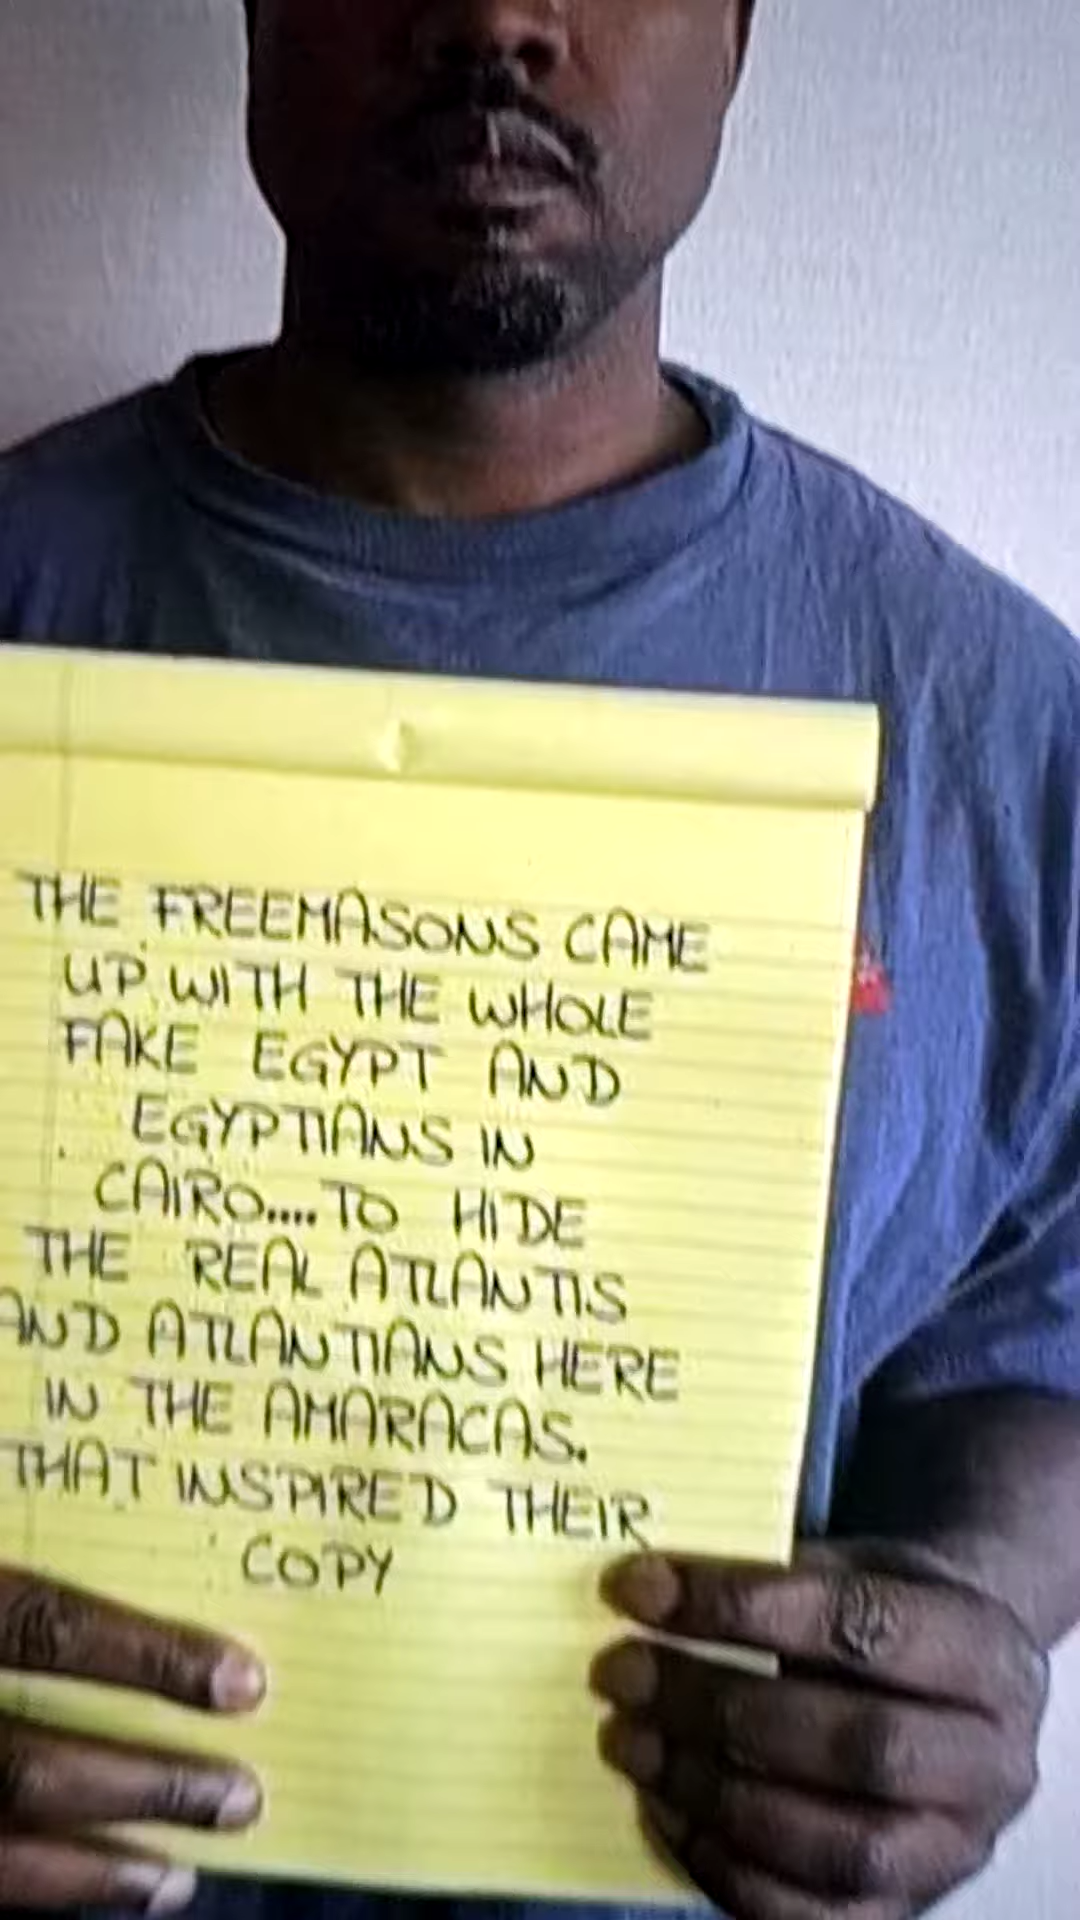 THE FREEMASONS CAME
UP WITH THE WHOLE
FAKE EGYPT AND
EGYPTIANS IN
CAIRO....TO HIDE
THE REAL ATLANTIS
AND ATLANTIANS HERE
IN THE AMARACAS.
THAT INSPIRED THEIR
COPY